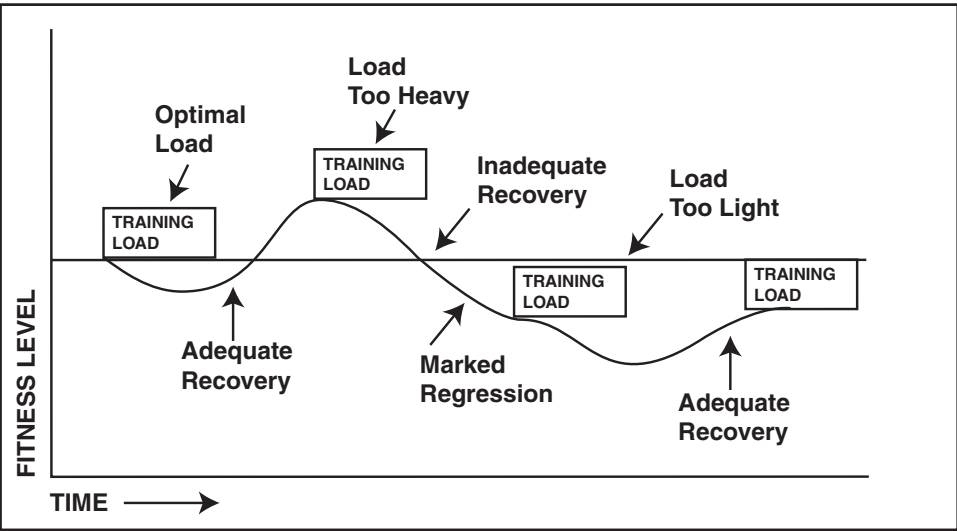 Load
Too Heavy
Optimal
Load
TRAINING
LOAD
Inadequate
Recovery
Load
Too Light
TRAINING
LOAD
TRAINING
LOAD
TRAINING
LOAD
Adequate
Recovery
Marked
Regression
Adequate
Recovery
FITNESS LEVEL
TIME